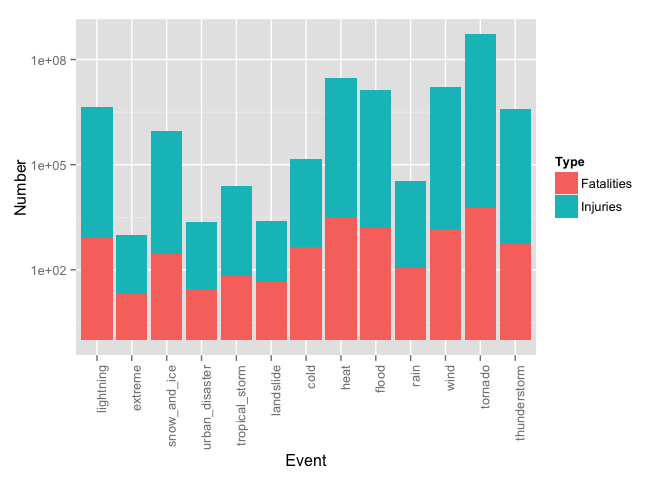 1e+08
1e+05
1e+02
Number
lightning
extreme
snow_and_ice
urban_disaster
tropical_storm
landslide
cold
heat
flood
rain
wind
tornado
thunderstorm
Event
Type
Fatalities
Injuries